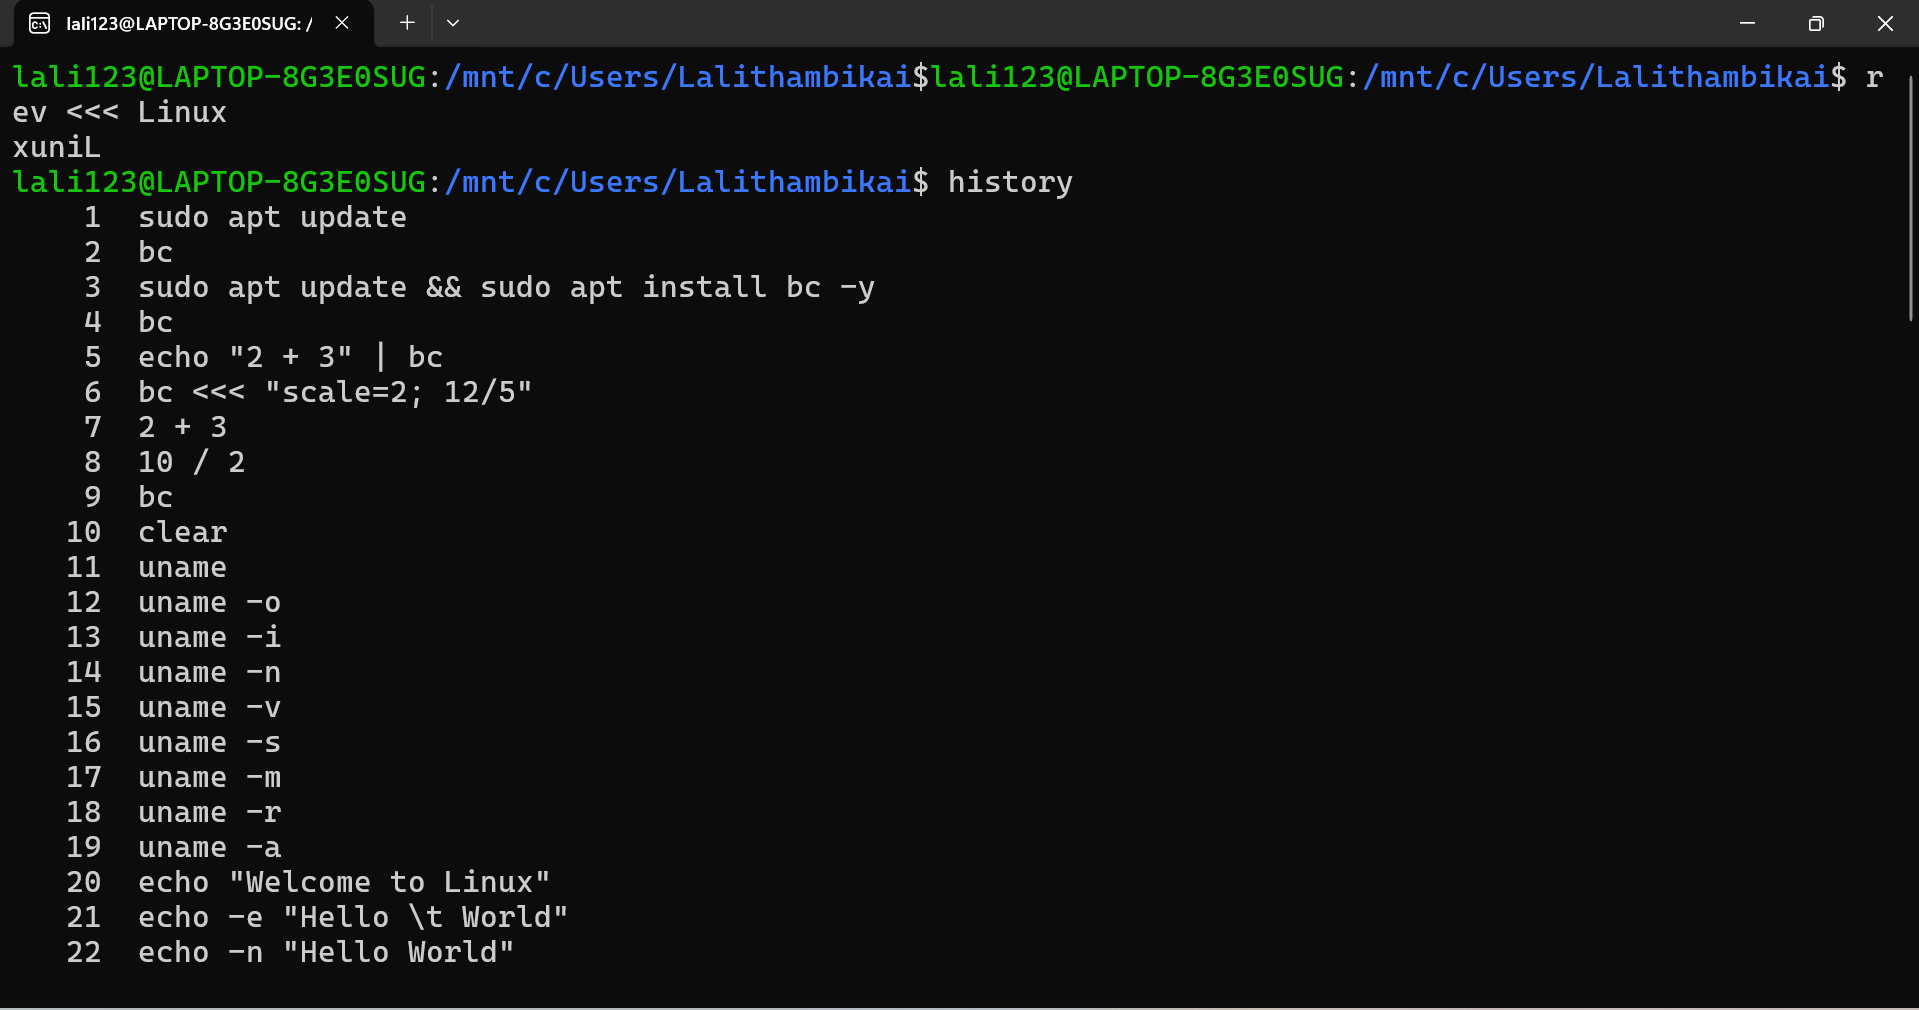 lali123@LAPTOP-8G3E0SUG: /
lali123@LAPTOP-8G3E0SUG:/mnt/c/Users/Lalithambikai$lali123@LAPTOP-8G3E0SUG:/mnt/c/Users/Lalithambikai$ r
ev <<< Linux
xuniL
lali123@LAPTOP-8G3E0SUG:/mnt/c/Users/Lalithambikai$ history
1 sudo apt update
2 bc
3 sudo apt update && sudo apt install bc -y
4 bc
5 echo "2 + 3" | bc
6 bc <<< "scale=2; 12/5"
7 2 + 3
8 10 / 2
9 bc
10 clear
11 uname
12 uname -o
13 uname -i
14 uname -n
15 uname -v
16 uname -s
17 uname -m
18 uname -r
19 uname -a
20 echo "Welcome to Linux"
21 echo -e "Hello \t World"
22 echo -n "Hello World"